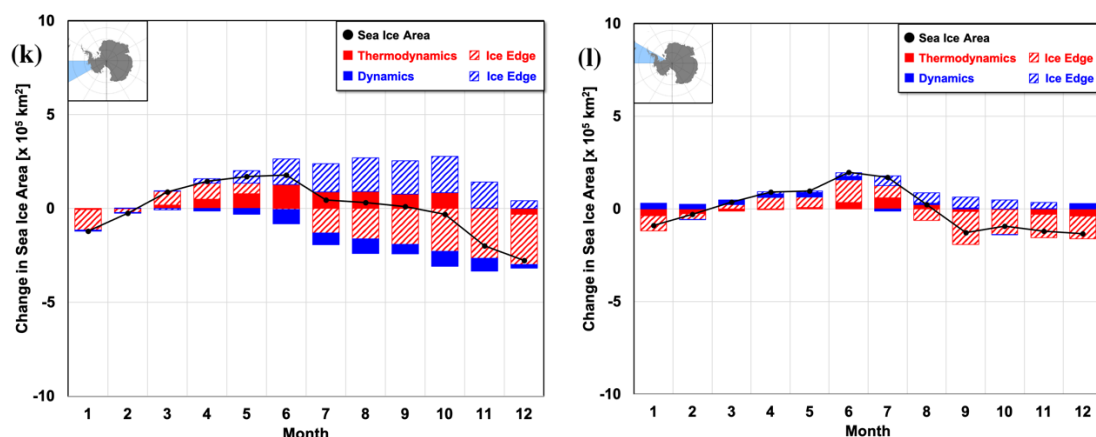 (k)
Change in Sea Ice Area [x 10⁵ km²]
10
5
0
-5
-10
Sea Ice Area
Thermodynamics Ice Edge
Dynamics Ice Edge
1 2 3 4 5 6 7 8 9 10 11 12
Month
(l)
Change in Sea Ice Area [x 10⁵ km²]
10
5
0
-5
-10
Sea Ice Area
Thermodynamics Ice Edge
Dynamics Ice Edge
1 2 3 4 5 6 7 8 9 10 11 12
Month